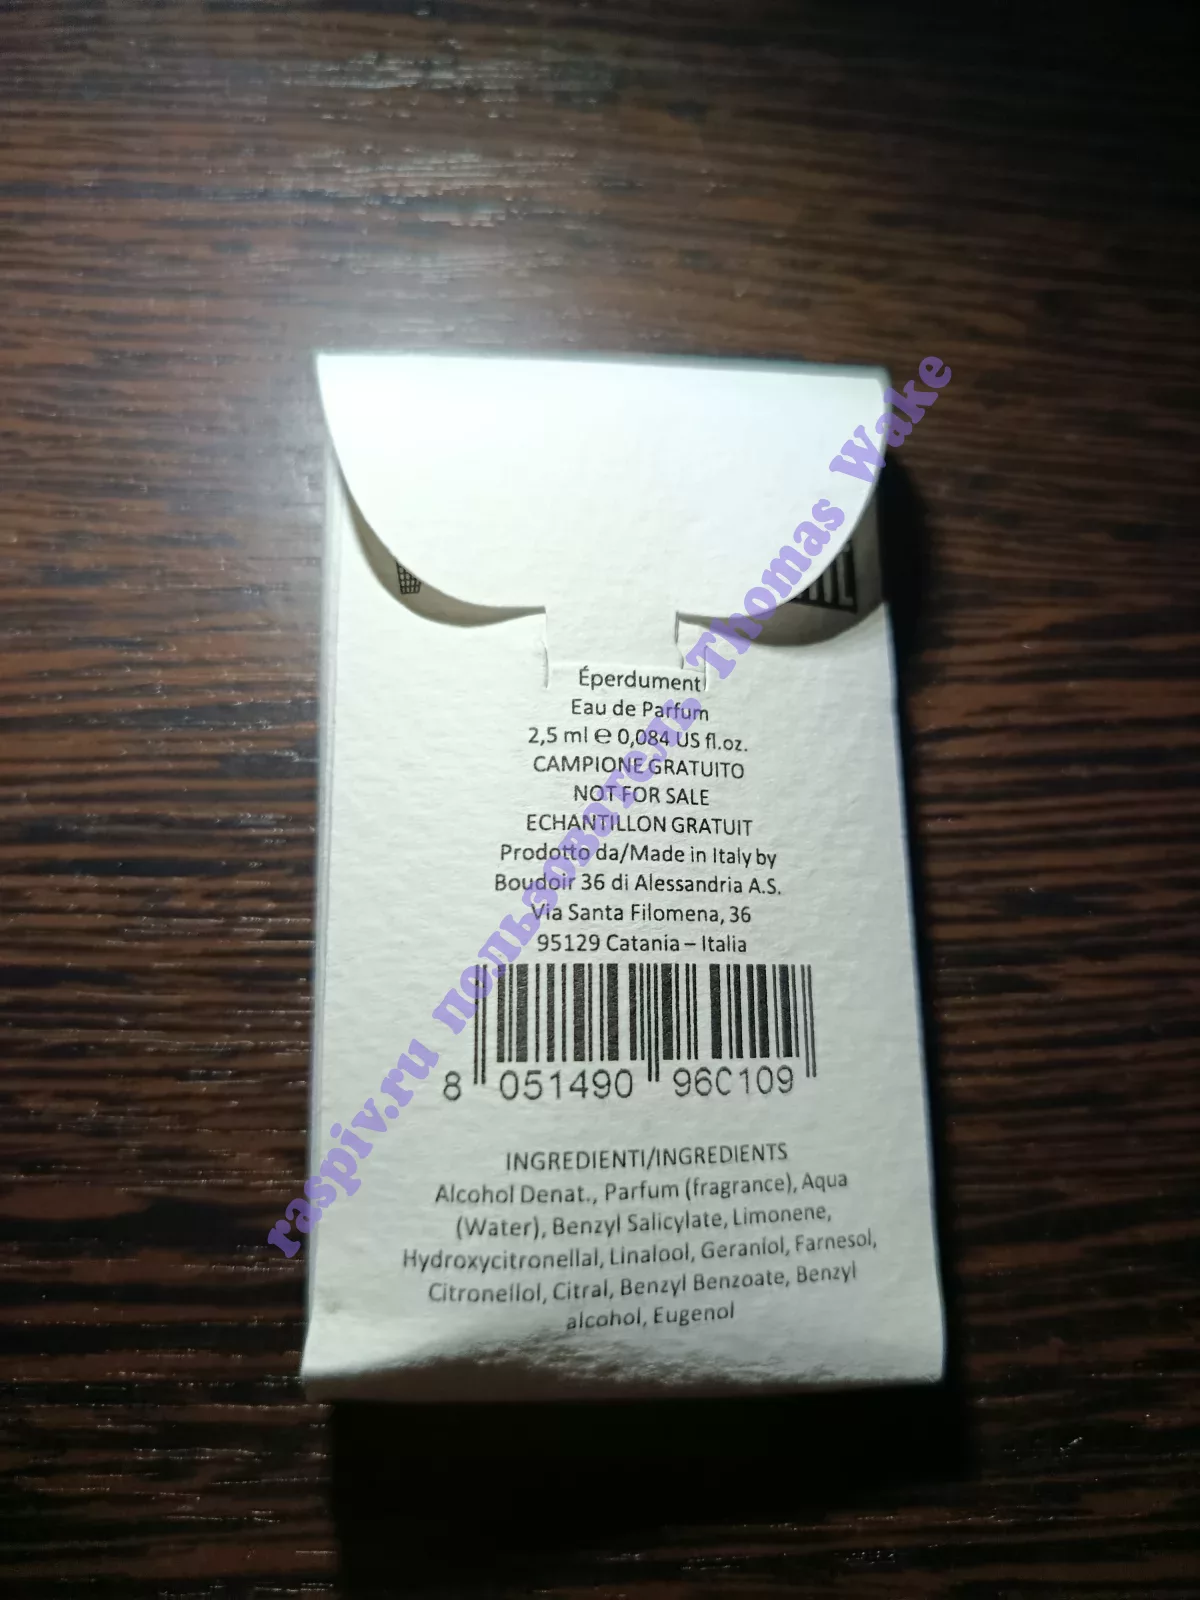 Éperdument
Eau de Parfum
2,5 ml ℮ 0,084 US fl.oz.
CAMPIONE GRATUITO
NOT FOR SALE
ECHANTILLON GRATUIT
Prodotto da/Made in Italy by
Boudoir 36 di Alessandria A.S.
Via Santa Filomena, 36
95129 Catania – Italia
8 051490 96C109
INGREDIENTI/INGREDIENTS
Alcohol Denat., Parfum (fragrance), Aqua
(Water), Benzyl Salicylate, Limonene,
Hydroxycitronellal, Linalool, Geraniol, Farnesol,
Citronellol, Citral, Benzyl Benzoate, Benzyl
alcohol, Eugenol
raspiv.ru пользователь Thomas Wake